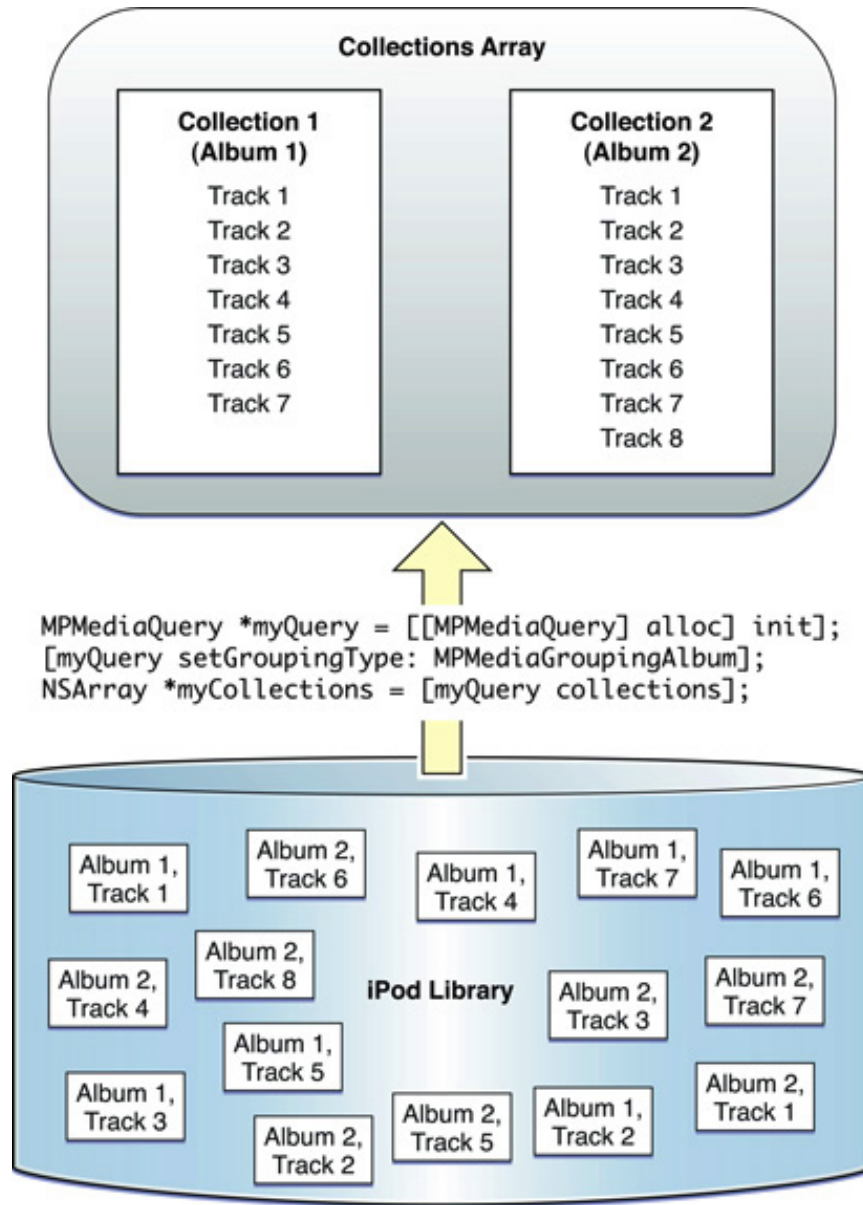 Collections Array
Collection 1
(Album 1)
Track 1
Track 2
Track 3
Track 4
Track 5
Track 6
Track 7
Collection 2
(Album 2)
Track 1
Track 2
Track 3
Track 4
Track 5
Track 6
Track 7
Track 8
MPMediaQuery *myQuery = [[MPMediaQuery] alloc] init];
[myQuery setGroupingType: MPMediaGroupingAlbum];
NSArray *myCollections = [myQuery collections];
Album 1,
Track 1
Album 2,
Track 6
Album 1,
Track 4
Album 1,
Track 7
Album 1,
Track 6
Album 2,
Track 4
Album 2,
Track 8
iPod Library
Album 2,
Track 3
Album 2,
Track 7
Album 1,
Track 3
Album 1,
Track 5
Album 2,
Track 2
Album 2,
Track 5
Album 1,
Track 2
Album 2,
Track 1